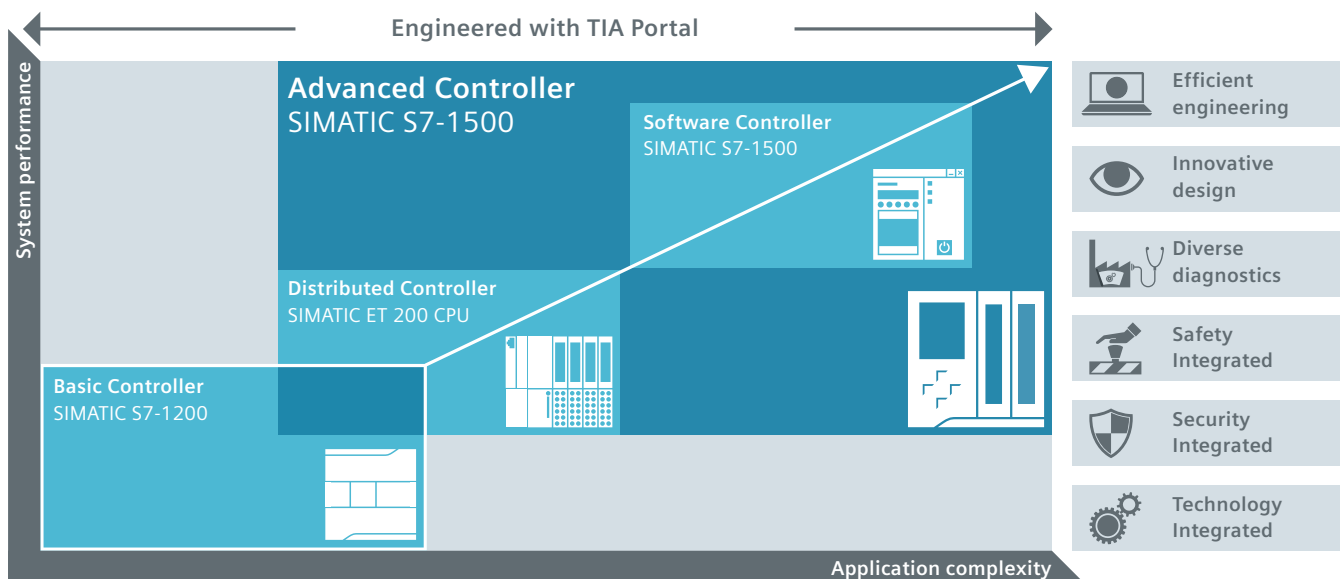 Engineered with TIA Portal
System performance
Advanced Controller
SIMATIC S7-1500
Software Controller
SIMATIC S7-1500
Distributed Controller
SIMATIC ET 200 CPU
Basic Controller
SIMATIC S7-1200
Application complexity
Efficient
engineering
Innovative
design
Diverse
diagnostics
Safety
Integrated
Security
Integrated
Technology
Integrated